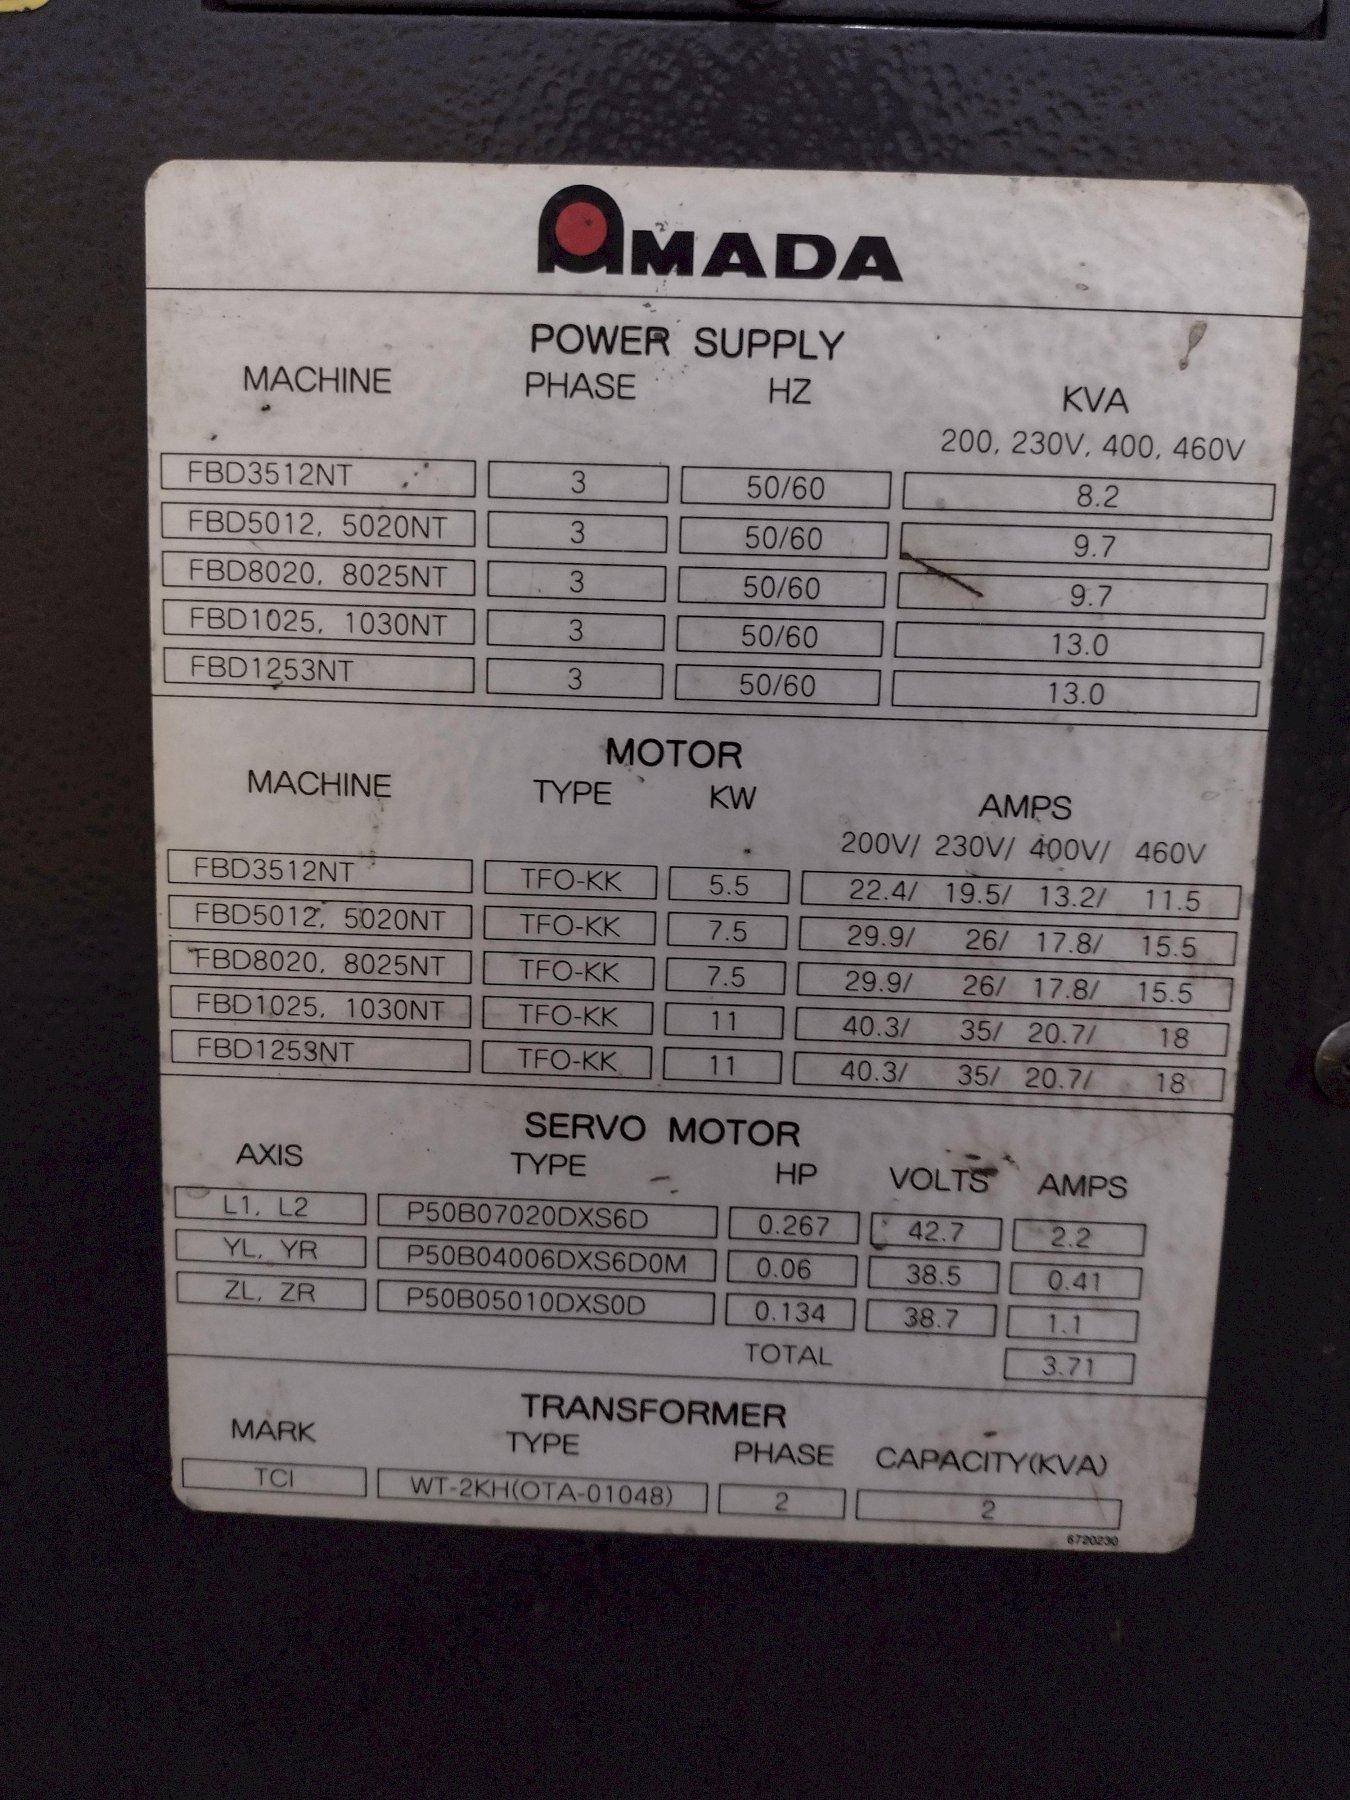 AMADA
POWER SUPPLY
MACHINE PHASE HZ KVA
200, 230V, 400, 460V
FBD3512NT 3 50/60 8.2
FBD5012, 5020NT 3 50/60 9.7
FBD8020, 8025NT 3 50/60 9.7
FBD1025, 1030NT 3 50/60 13.0
FBD1253NT 3 50/60 13.0
MOTOR
MACHINE TYPE KW AMPS
200V/ 230V/ 400V/ 460V
FBD3512NT TFO-KK 5.5 22.4/ 19.5/ 13.2/ 11.5
FBD5012, 5020NT TFO-KK 7.5 29.9/ 26/ 17.8/ 15.5
FBD8020, 8025NT TFO-KK 7.5 29.9/ 26/ 17.8/ 15.5
FBD1025, 1030NT TFO-KK 11 40.3/ 35/ 20.7/ 18
FBD1253NT TFO-KK 11 40.3/ 35/ 20.7/ 18
SERVO MOTOR
AXIS TYPE HP VOLTS AMPS
L1, L2 P50B07020DXS6D 0.267 42.7 2.2
YL, YR P50B04006DXS6D0M 0.06 38.5 0.41
ZL, ZR P50B05010DXS0D 0.134 38.7 1.1
TOTAL 3.71
TRANSFORMER
MARK TYPE PHASE CAPACITY(KVA)
TCI WT-2KH(OTA-01048) 2 2
6720230